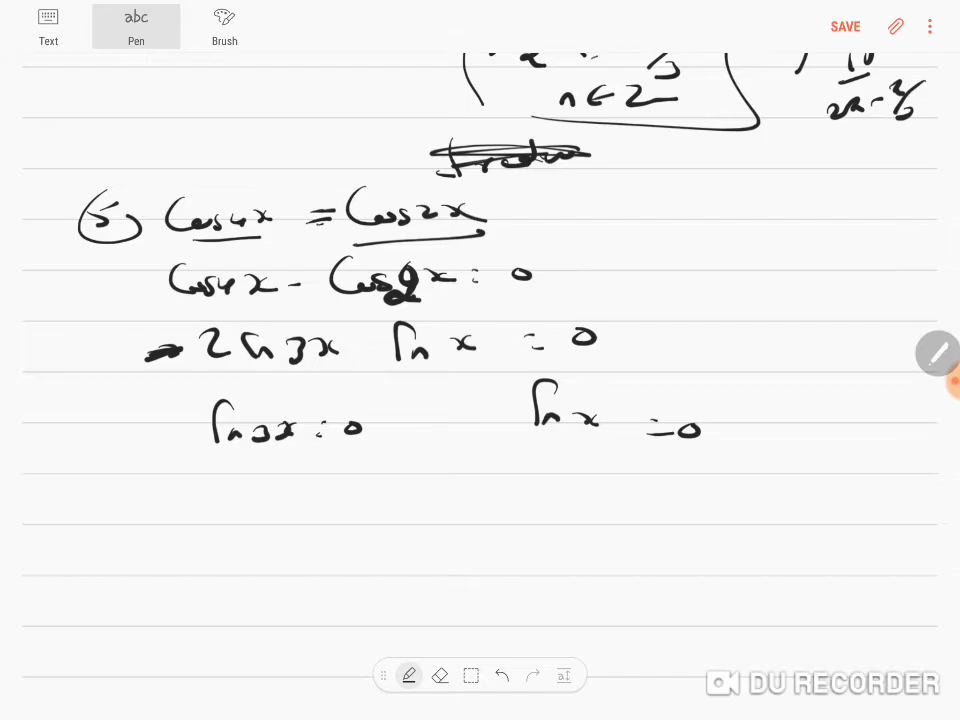 Text
abc
Pen
Brush
SAVE
n ∈ Z
5 Cos4x = Cos2x
Cos4x - Cos2x = 0
-2 sin3x sin x = 0
sin3x = 0 sin x = 0
DU RECORDER